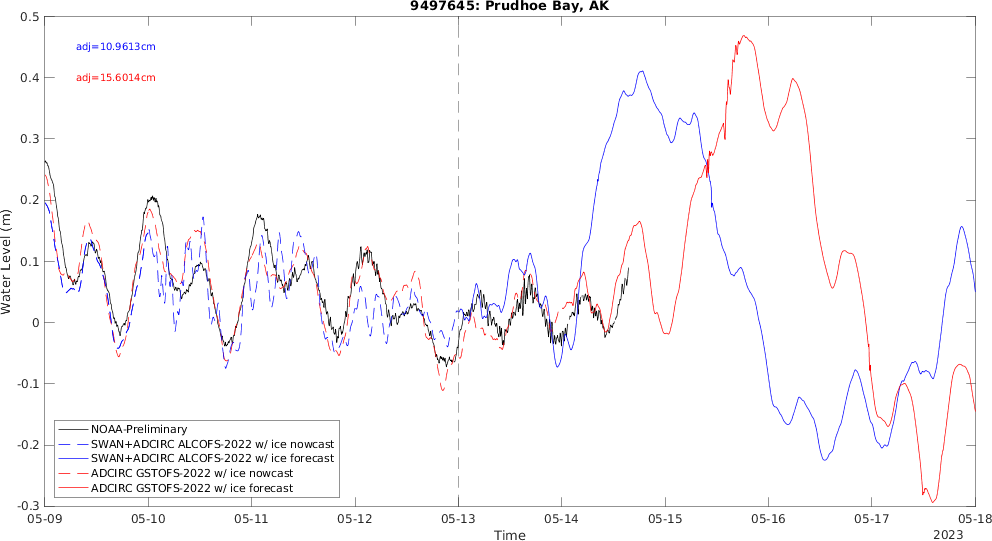 9497645: Prudhoe Bay, AK
0.5
0.4
0.3
0.2
0.1
0
-0.1
-0.2
-0.3
Water Level (m)
adj=10.9613cm
adj=15.6014cm
NOAA-Preliminary
SWAN+ADCIRC ALCOFS-2022 w/ ice nowcast
SWAN+ADCIRC ALCOFS-2022 w/ ice forecast
ADCIRC GSTOFS-2022 w/ ice nowcast
ADCIRC GSTOFS-2022 w/ ice forecast
05-09 05-10 05-11 05-12 05-13 05-14 05-15 05-16 05-17 05-18
Time
2023